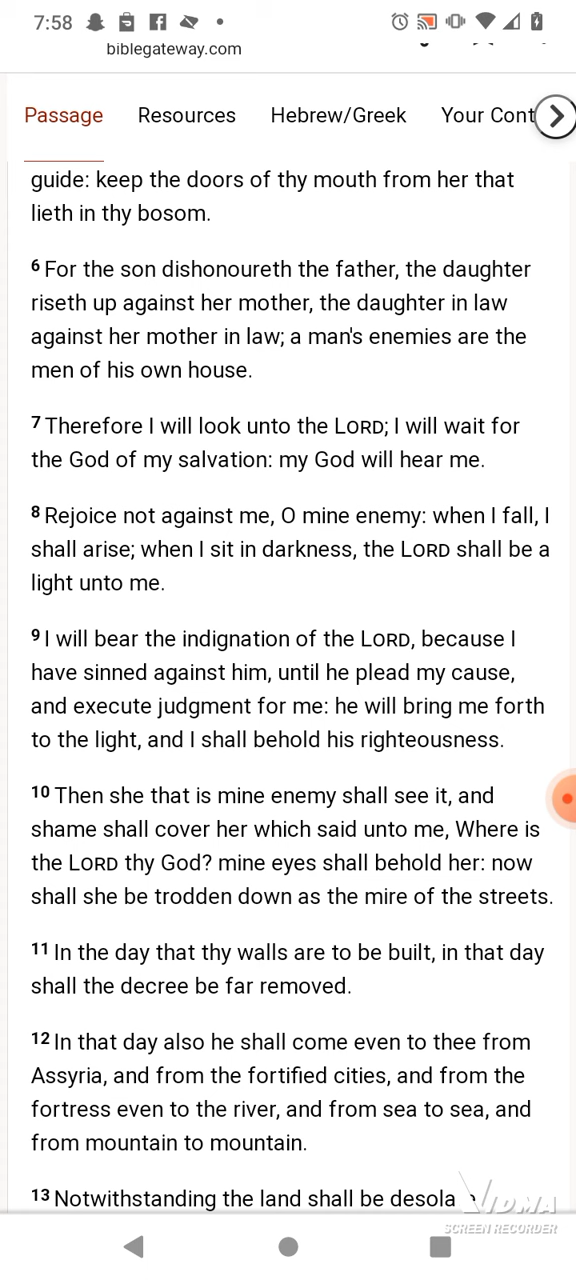 7:58
biblegateway.com
Passage Resources Hebrew/Greek Your Cont
guide: keep the doors of thy mouth from her that
lieth in thy bosom.
6 For the son dishonoureth the father, the daughter
riseth up against her mother, the daughter in law
against her mother in law; a man's enemies are the
men of his own house.
7 Therefore I will look unto the LORD; I will wait for
the God of my salvation: my God will hear me.
8 Rejoice not against me, O mine enemy: when I fall, I
shall arise; when I sit in darkness, the LORD shall be a
light unto me.
9 I will bear the indignation of the LORD, because I
have sinned against him, until he plead my cause,
and execute judgment for me: he will bring me forth
to the light, and I shall behold his righteousness.
10 Then she that is mine enemy shall see it, and
shame shall cover her which said unto me, Where is
the LORD thy God? mine eyes shall behold her: now
shall she be trodden down as the mire of the streets.
11 In the day that thy walls are to be built, in that day
shall the decree be far removed.
12 In that day also he shall come even to thee from
Assyria, and from the fortified cities, and from the
fortress even to the river, and from sea to sea, and
from mountain to mountain.
13 Notwithstanding the land shall be desola
VIDMA
SCREEN RECORDER